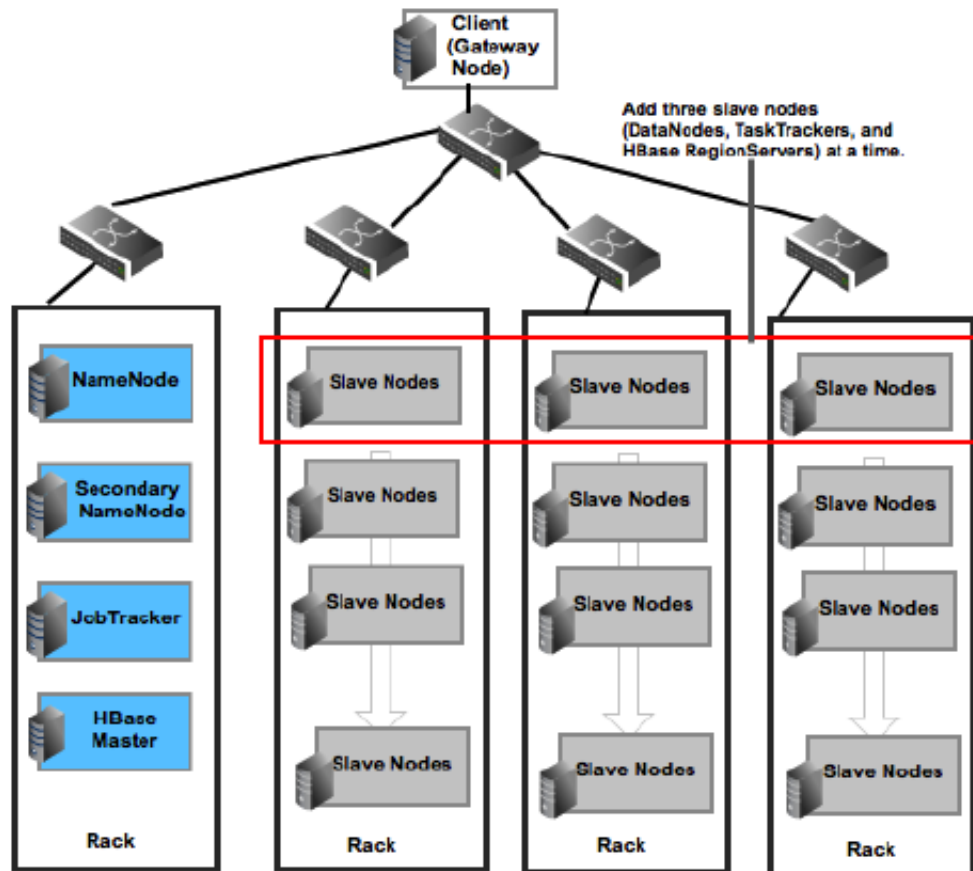 Client
(Gateway
Node)
Add three slave nodes
(DataNodes, TaskTrackers, and
HBase RegionServers) at a time.
NameNode
Secondary
NameNode
JobTracker
HBase
Master
Rack
Slave Nodes
Slave Nodes
Slave Nodes
Slave Nodes
Rack
Slave Nodes
Slave Nodes
Slave Nodes
Slave Nodes
Rack
Slave Nodes
Slave Nodes
Slave Nodes
Slave Nodes
Rack